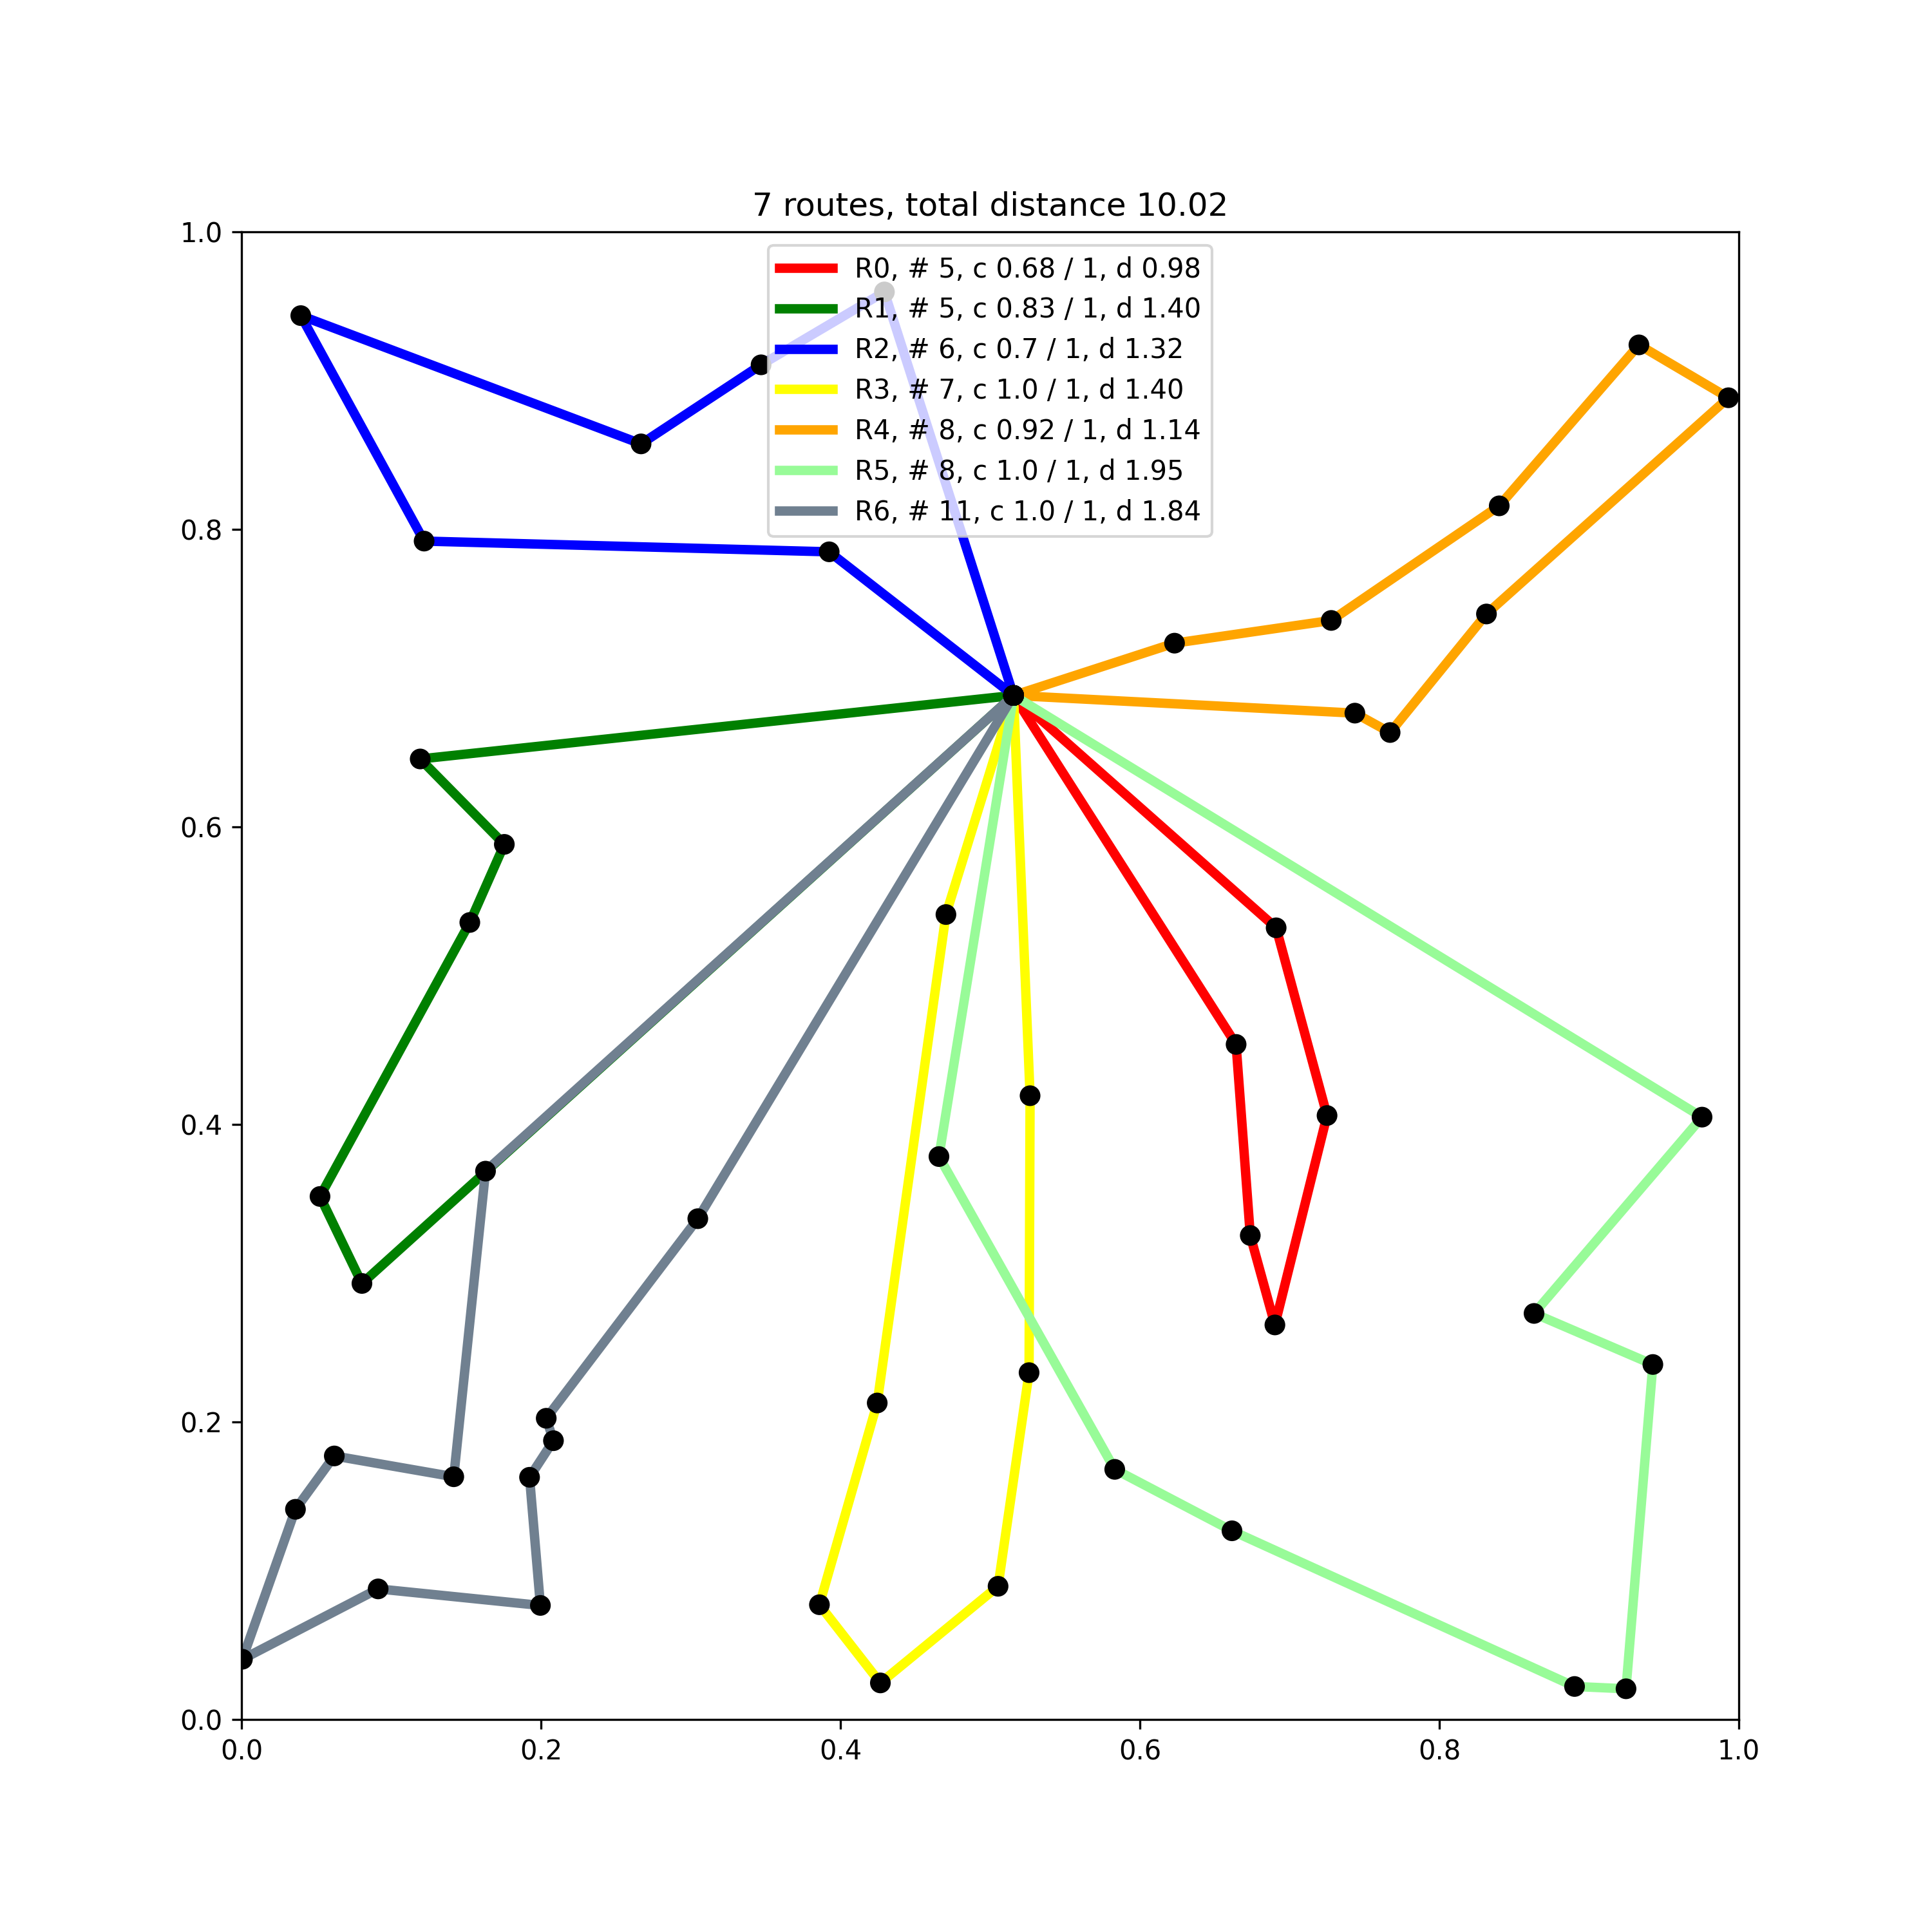 7 routes, total distance 10.02
1.0
R0, # 5, c 0.68 / 1, d 0.98
R1, # 5, c 0.83 / 1, d 1.40
R2, # 6, c 0.7 / 1, d 1.32
R3, # 7, c 1.0 / 1, d 1.40
R4, # 8, c 0.92 / 1, d 1.14
R5, # 8, c 1.0 / 1, d 1.95
R6, # 11, c 1.0 / 1, d 1.84
0.8
0.6
0.4
0.2
0.0
0.0 0.2 0.4 0.6 0.8 1.0